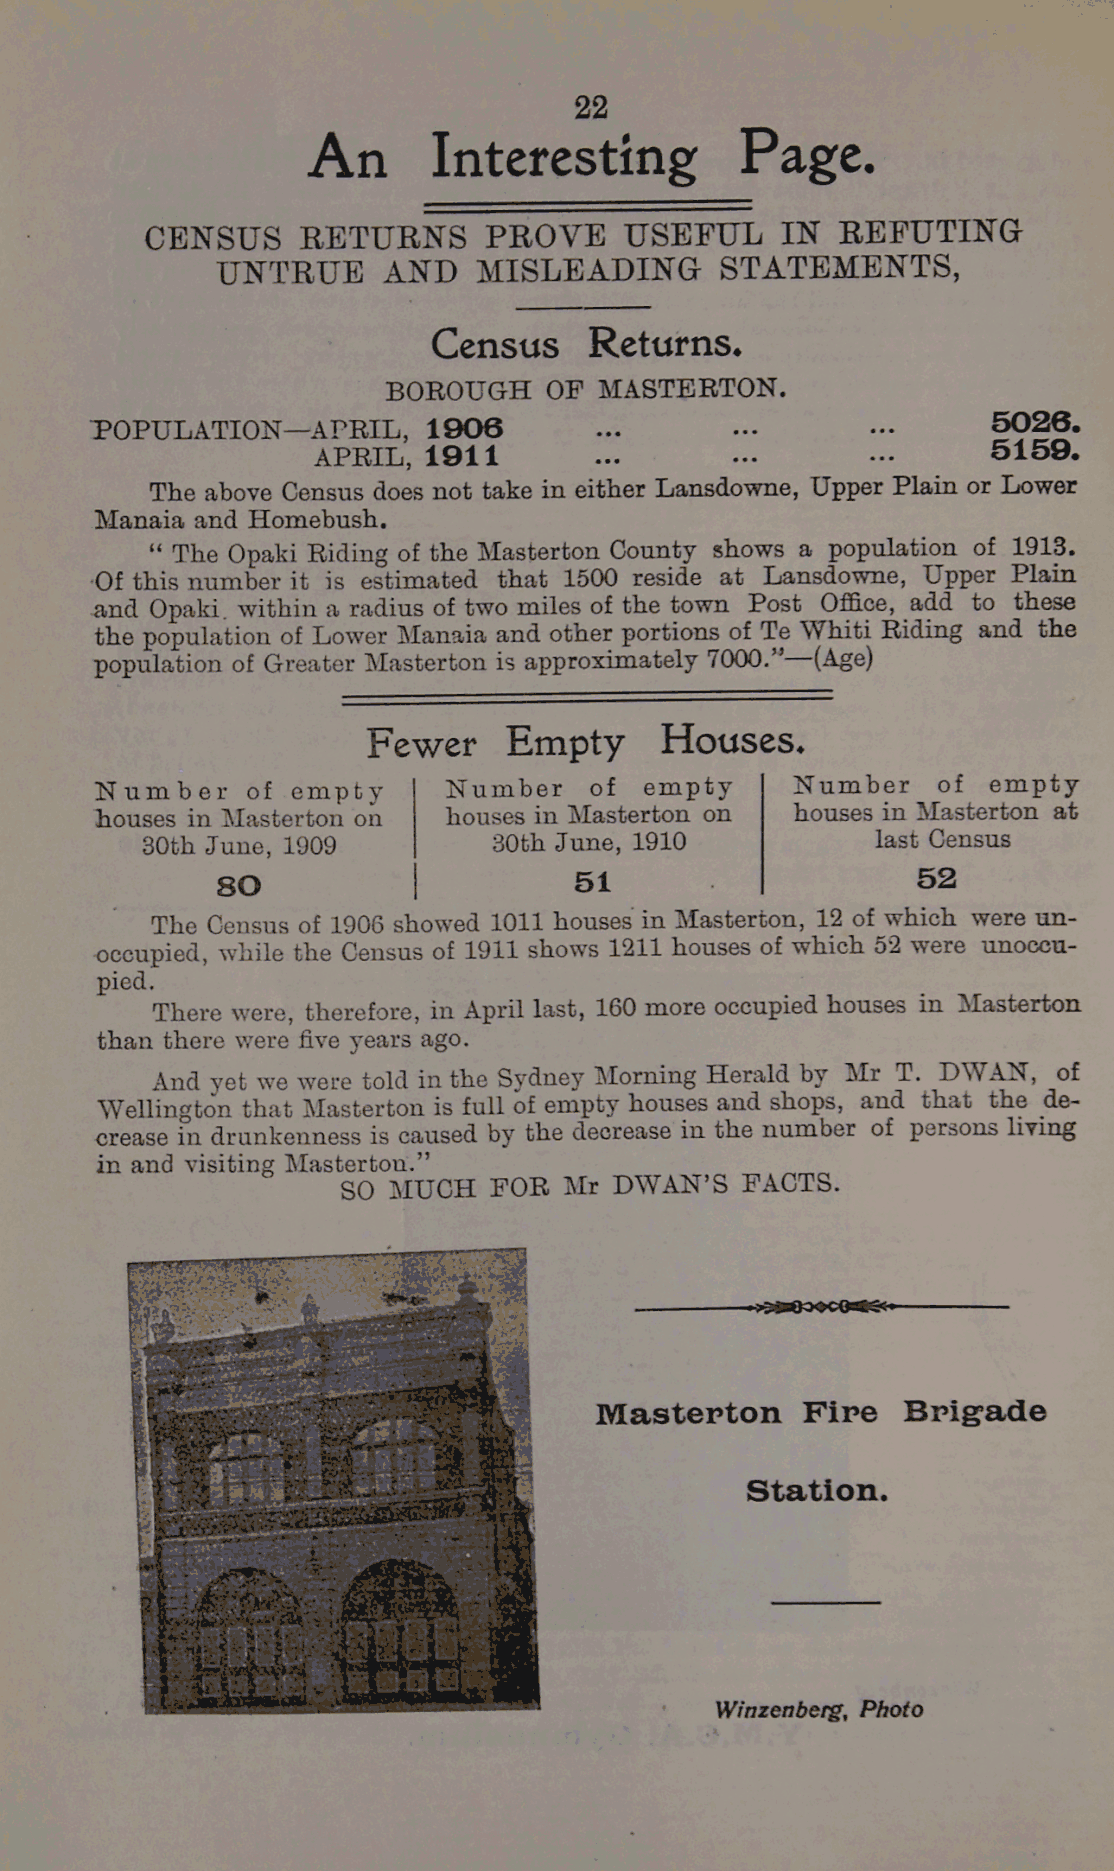 22
An Interesting Page.
CENSUS RETURNS PROVE USEFUL IN REFUTING
UNTRUE AND MISLEADING STATEMENTS,
Census Returns.
BOROUGH OF MASTERTON.
POPULATION—APRIL, 1906 ... ... ... 5026.
APRIL, 1911 ... ... ... 5159.
The above Census does not take in either Lansdowne, Upper Plain or Lower
Manaia and Homebush.
" The Opaki Riding of the Masterton County shows a population of 1913.
Of this number it is estimated that 1500 reside at Lansdowne, Upper Plain
and Opaki. within a radius of two miles of the town Post Office, add to these
the population of Lower Manaia and other portions of Te Whiti Riding and the
population of Greater Masterton is approximately 7000."—(Age)
Fewer Empty Houses.
Number of empty
houses in Masterton on
30th June, 1909
80
Number of empty
houses in Masterton on
30th June, 1910
51
Number of empty
houses in Masterton at
last Census
52
The Census of 1906 showed 1011 houses in Masterton, 12 of which were un-
occupied, while the Census of 1911 shows 1211 houses of which 52 were unoccu-
pied.
There were, therefore, in April last, 160 more occupied houses in Masterton
than there were five years ago.
And yet we were told in the Sydney Morning Herald by Mr T. DWAN, of
Wellington that Masterton is full of empty houses and shops, and that the de-
crease in drunkenness is caused by the decrease in the number of persons living
in and visiting Masterton."
SO MUCH FOR Mr DWAN'S FACTS.
Masterton Fire Brigade
Station.
Winzenberg, Photo